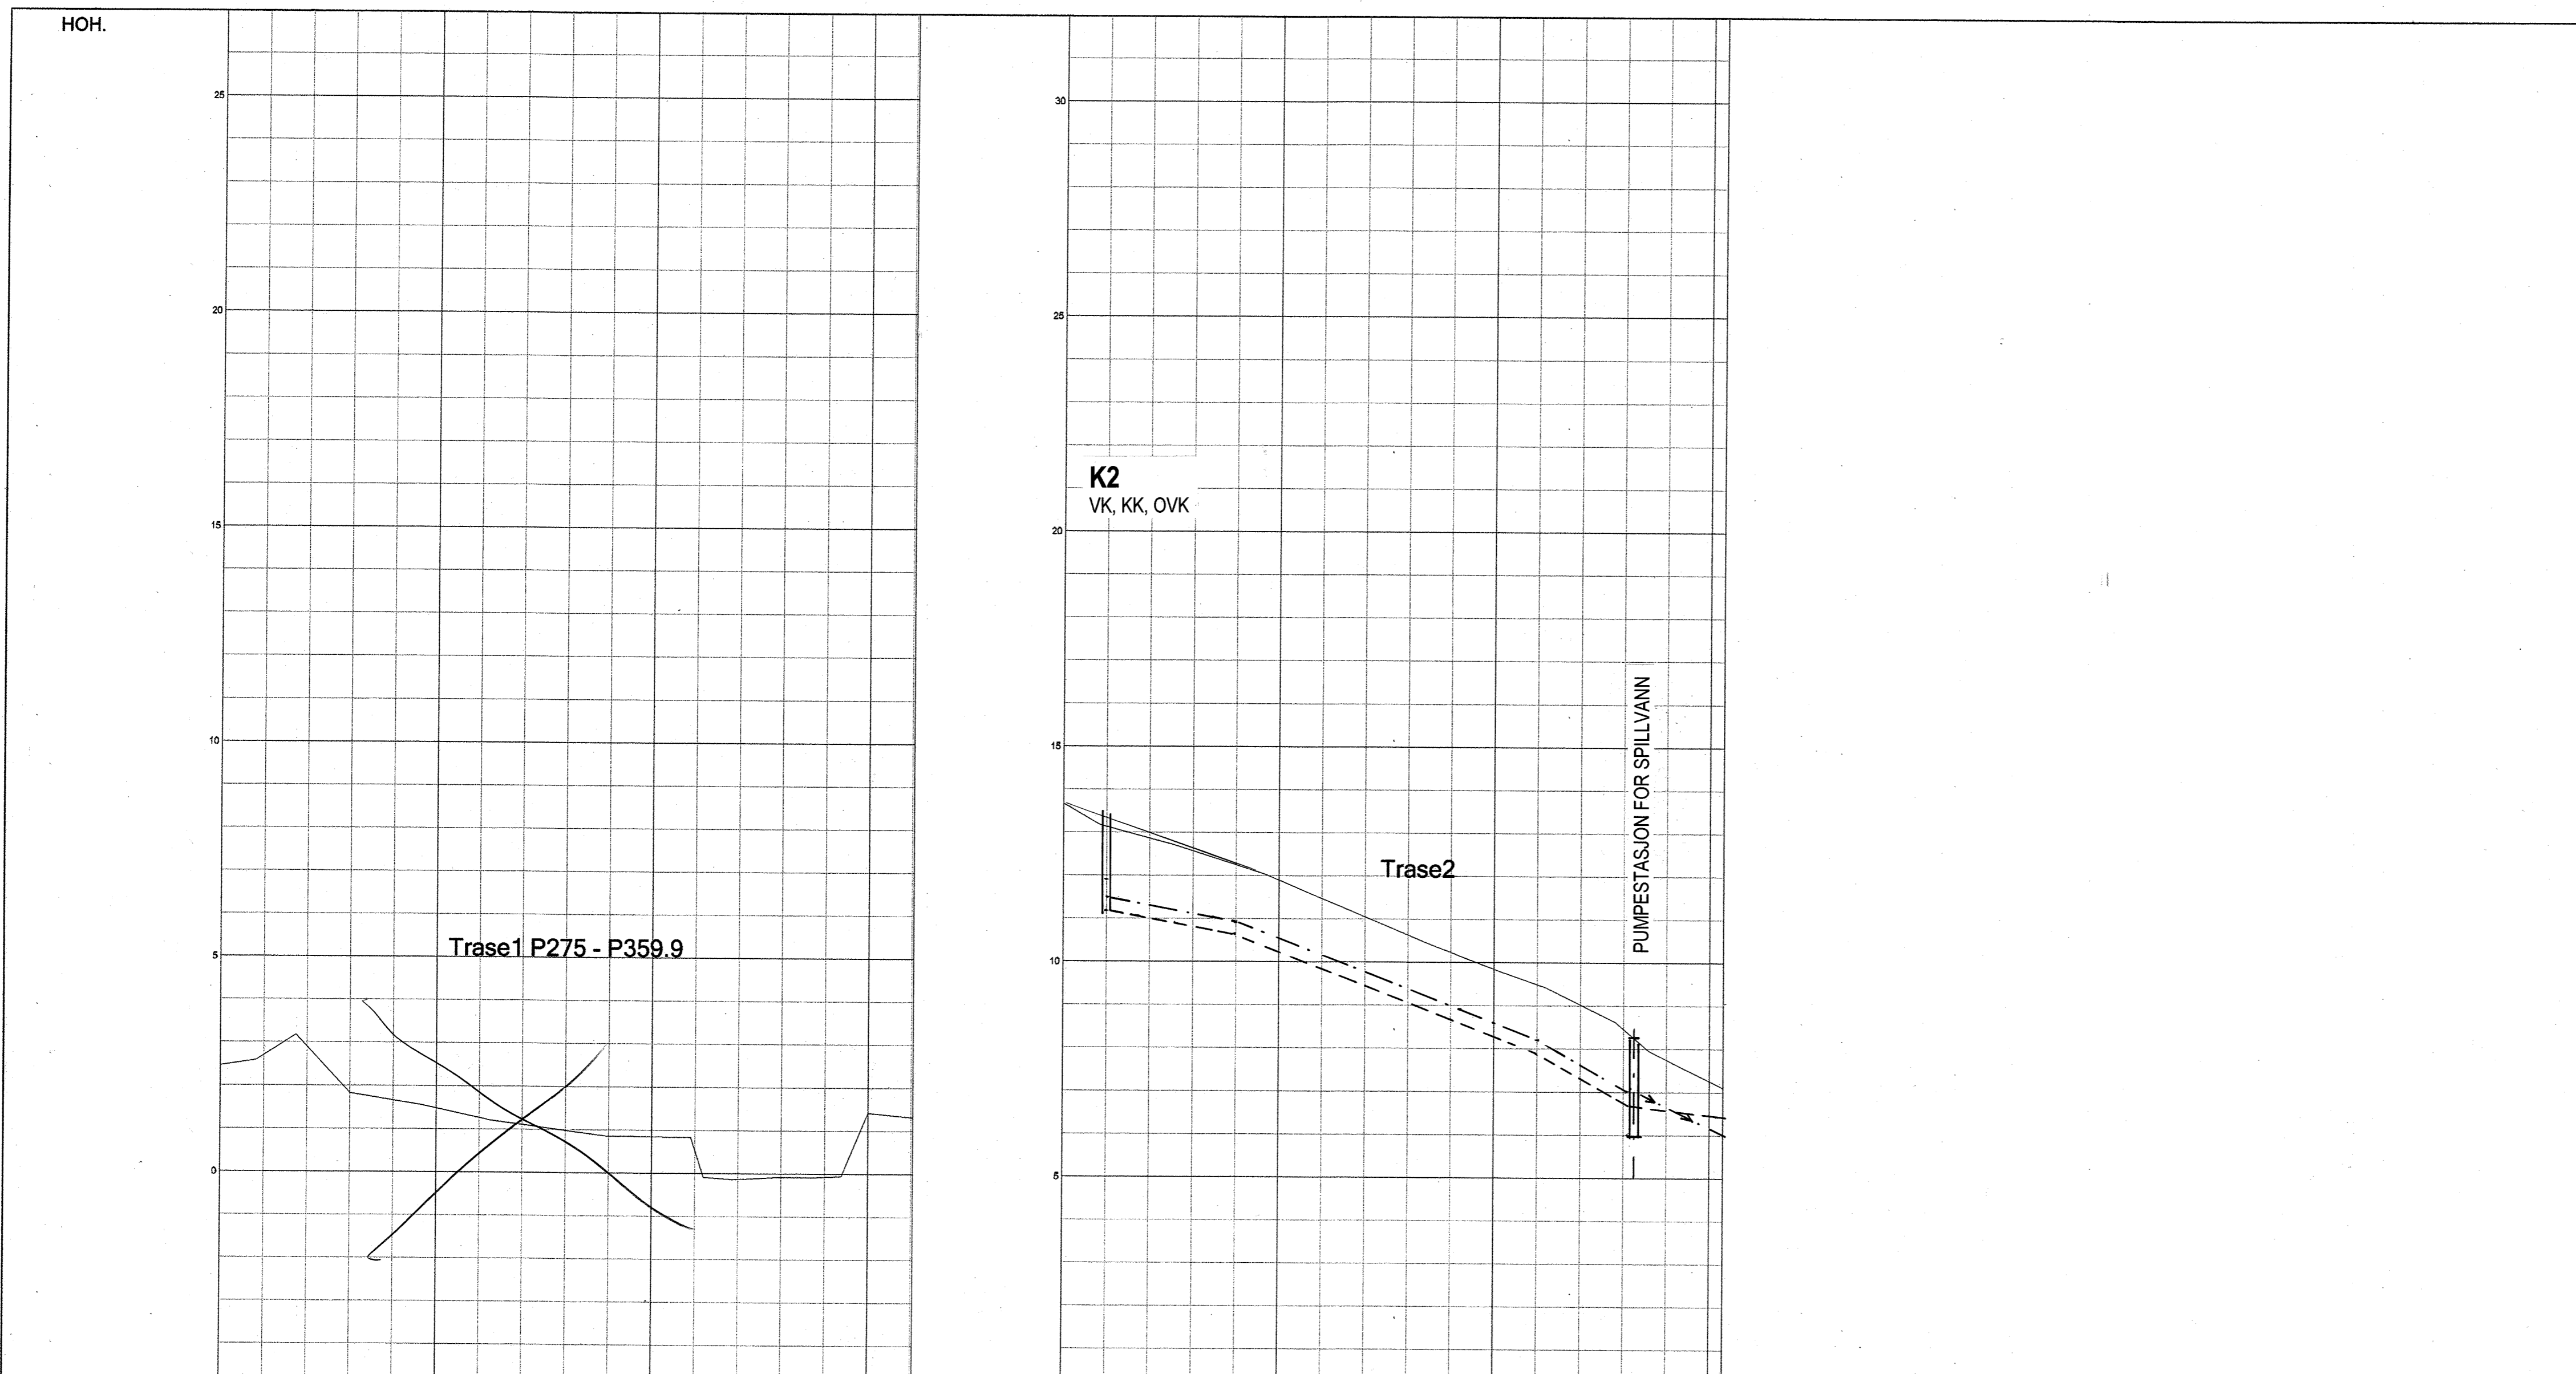 HOH.
25
20
15
10
5
0
Trase1 P275 - P359.9
30
25
20
15
10
5
K2
VK, KK, OVK
Trase2
PUMPESTASJON FOR SPILLVANN